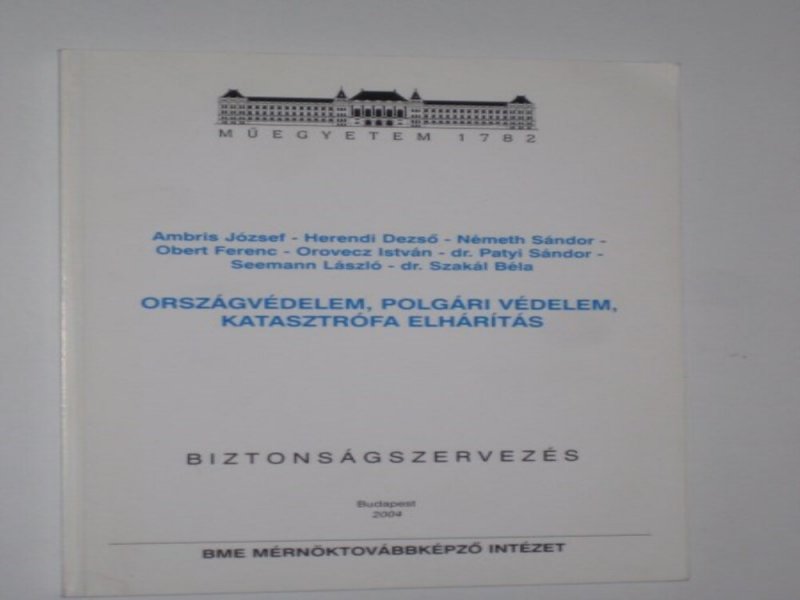 MŰEGYETEM 1782
Ambris József - Herendi Dezső - Németh Sándor -
Obert Ferenc - Orovecz István - dr. Patyi Sándor -
Seemann László - dr. Szakál Béla
ORSZÁGVÉDELEM, POLGÁRI VÉDELEM,
KATASZTRÓFA ELHÁRÍTÁS
BIZTONSÁGSZERVEZÉS
Budapest
2004
BME MÉRNÖKTOVÁBBKÉPZŐ INTÉZET